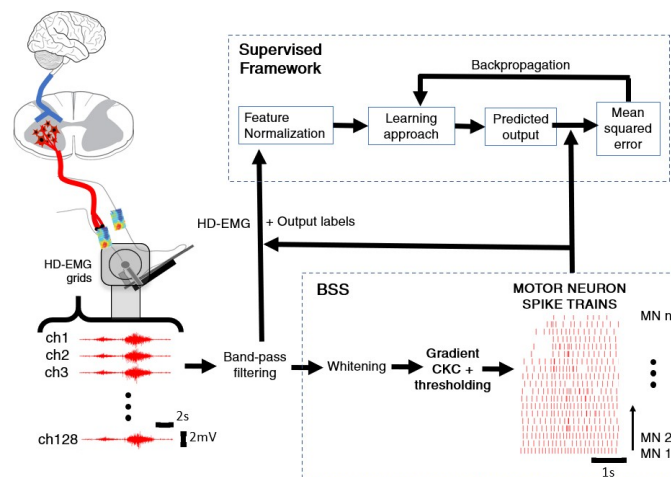 Supervised
Framework
Backpropagation
Feature
Normalization
Learning
approach
Predicted
output
Mean
squared
error
HD-EMG
+ Output labels
HD-EMG
grids
BSS
MOTOR NEURON
SPIKE TRAINS
MN n
ch1
ch2
ch3
Band-pass
filtering
Whitening
Gradient
CKC +
thresholding
2s
ch128
2mV
MN 2
MN 1
1s